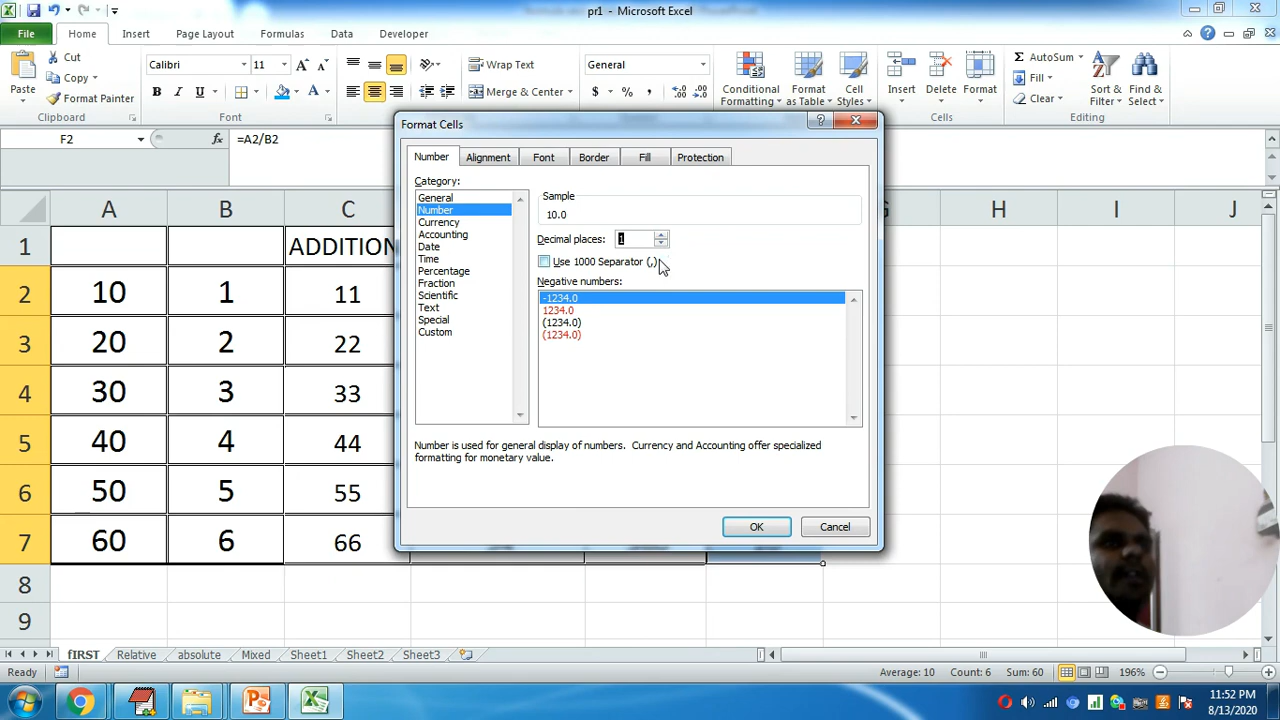 pr1 - Microsoft Excel
File Home Insert Page Layout Formulas Data Developer
Paste Cut Copy Format Painter Clipboard
Calibri 11 A A B I U A Font
Wrap Text Merge & Center
General $ % ,
Conditional Formatting Format as Table Cell Styles
Insert Delete Format Cells
AutoSum Fill Clear Sort & Filter Find & Select Editing
F2 fx =A2/B2
A B C H I J
1 ADDITION
2 10 1 11
3 20 2 22
4 30 3 33
5 40 4 44
6 50 5 55
7 60 6 66
8
9
Format Cells
Number Alignment Font Border Fill Protection
Category:
General
Number
Currency
Accounting
Date
Time
Percentage
Fraction
Scientific
Text
Special
Custom
Sample
10.0
Decimal places: 1
Use 1000 Separator (,)
Negative numbers:
-1234.0
1234.0
(1234.0)
(1234.0)
Number is used for general display of numbers. Currency and Accounting offer specialized
formatting for monetary value.
OK Cancel
fIRST Relative absolute Mixed Sheet1 Sheet2 Sheet3
Ready Average: 10 Count: 6 Sum: 60 196%
11:52 PM
8/13/2020